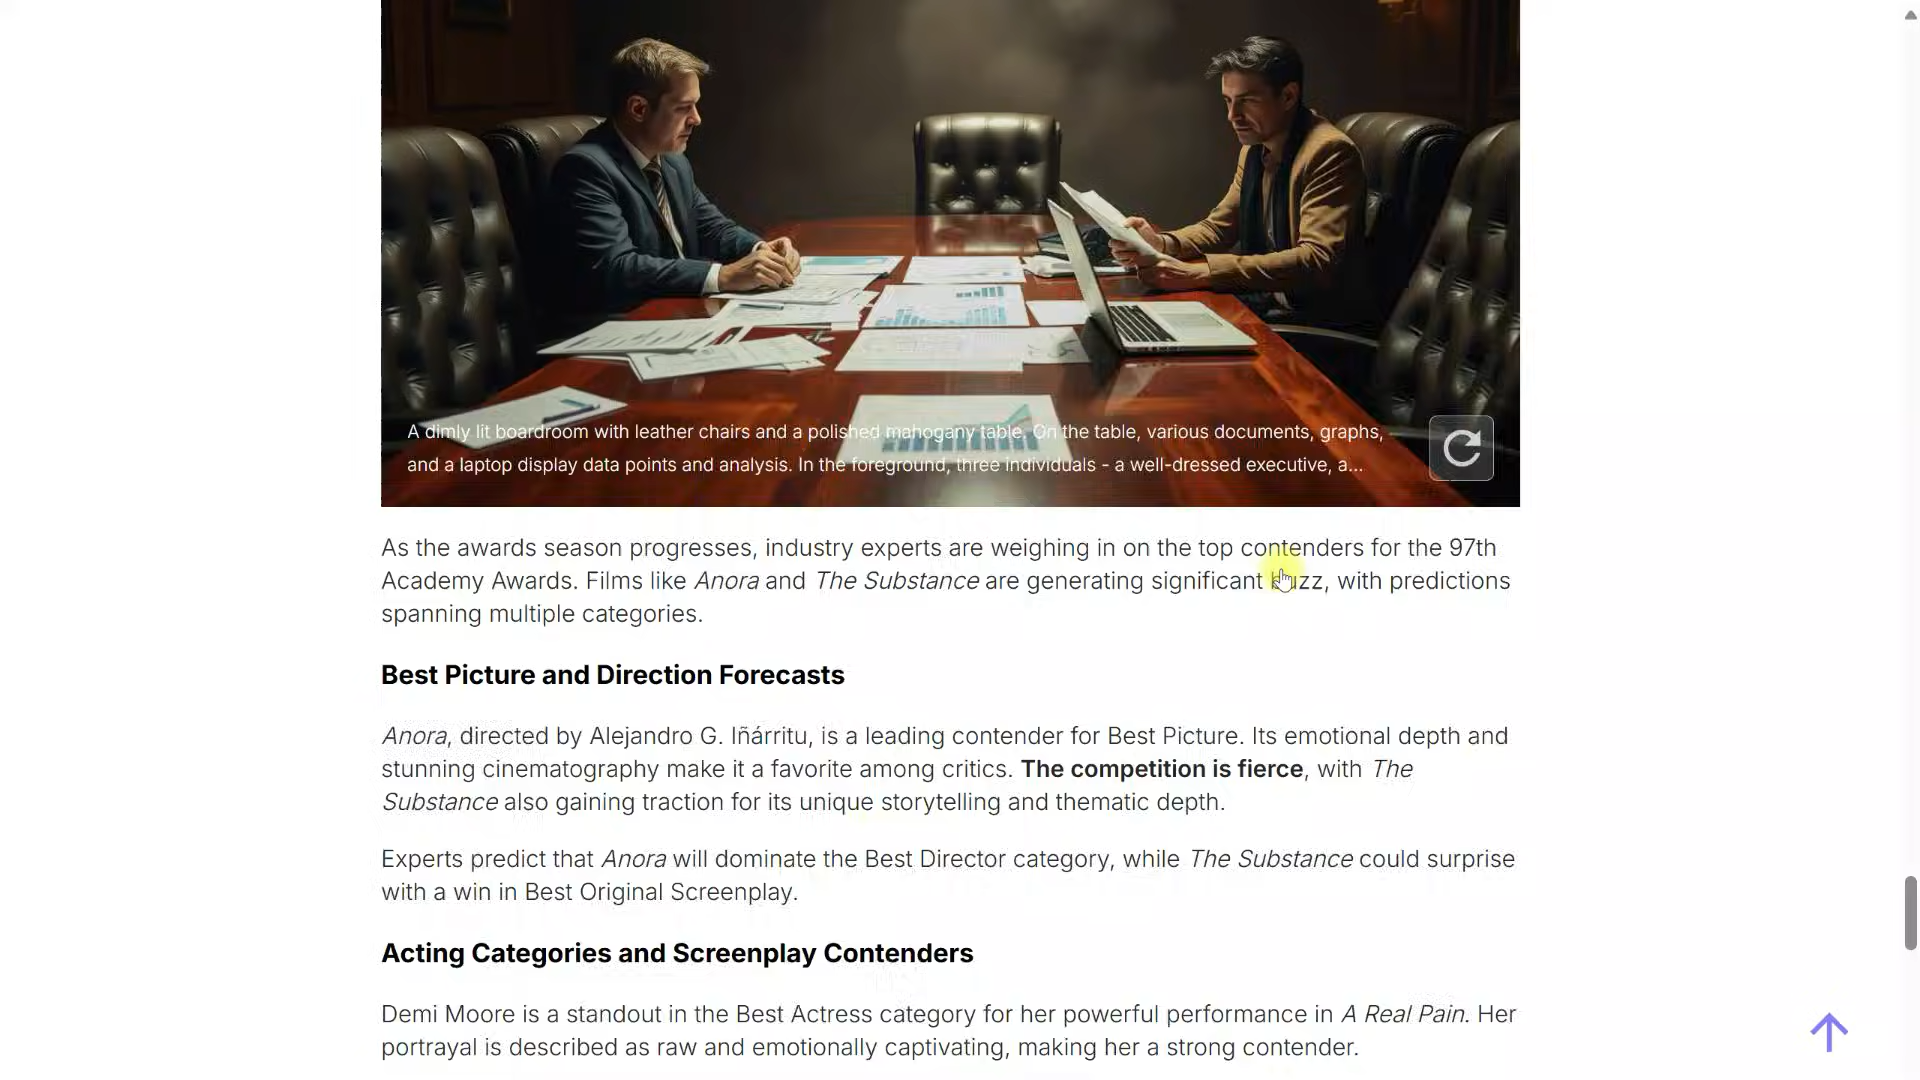 A dimly lit boardroom with leather chairs and a polished mahogany table. On the table, various documents, graphs,
and a laptop display data points and analysis. In the foreground, three individuals - a well-dressed executive, a...
As the awards season progresses, industry experts are weighing in on the top contenders for the 97th
Academy Awards. Films like Anora and The Substance are generating significant buzz, with predictions
spanning multiple categories.
Best Picture and Direction Forecasts
Anora, directed by Alejandro G. Iñárritu, is a leading contender for Best Picture. Its emotional depth and
stunning cinematography make it a favorite among critics. The competition is fierce, with The
Substance also gaining traction for its unique storytelling and thematic depth.
Experts predict that Anora will dominate the Best Director category, while The Substance could surprise
with a win in Best Original Screenplay.
Acting Categories and Screenplay Contenders
Demi Moore is a standout in the Best Actress category for her powerful performance in A Real Pain. Her
portrayal is described as raw and emotionally captivating, making her a strong contender.